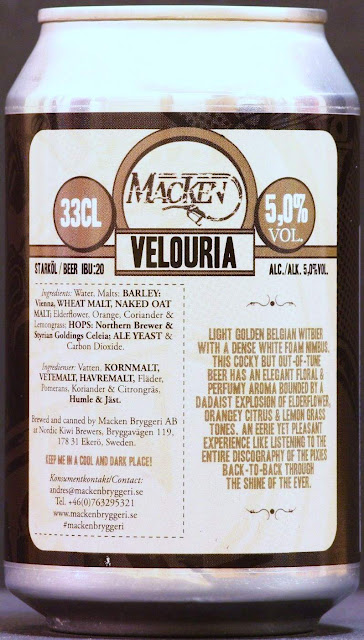 MACKEN
33CL
5,0%
VOL.
VELOURIA
STARKÖL / BEER IBU:20
ALC./ALK. 5,0%VOL.
Ingredients: Water, Malts: BARLEY:
Vienna, WHEAT MALT, NAKED OAT
MALT; Elderflower, Orange, Coriander &
Lemongrass: HOPS: Northern Brewer &
Styrian Goldings Celeia; ALE YEAST &
Carbon Dioxide.
Ingredienser: Vatten, KORNMALT,
VETEMALT, HAVREMALT, Fläder,
Pomerans, Koriander & Citrongräs,
Humle & Jäst.
Brewed and canned by Macken Bryggeri AB
at Nordic Kiwi Brewers, Bryggavägen 119,
178 31 Ekerö, Sweden.
KEEP ME IN A COOL AND DARK PLACE!
Konsumentkontakt/Contact:
andres@mackenbryggeri.se
Tel. +46(0)763295321
www.mackenbryggeri.se
#mackenbryggeri
LIGHT GOLDEN BELGIAN WITBIER
WITH A DENSE WHITE FOAM NIMBUS.
THIS COCKY BUT OUT-OF-TUNE
BEER HAS AN ELEGANT FLORAL &
PERFUMY AROMA BOUNDED BY A
DADAIST EXPLOSION OF ELDERFLOWER,
ORANGEY CITRUS & LEMON GRASS
TONES. AN EERIE YET PLEASANT
EXPERIENCE LIKE LISTENING TO THE
ENTIRE DISCOGRAPHY OF THE PIXIES
BACK-TO-BACK THROUGH
THE SHINE OF THE EVER.